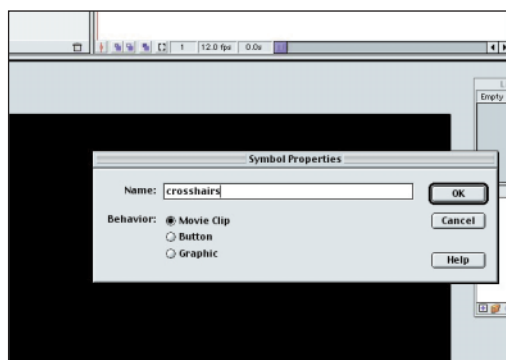 1 12.0 fps 0.0s
Empty
Symbol Properties
Name: crosshairs
OK
Behavior: Movie Clip
Cancel
Button
Graphic
Help